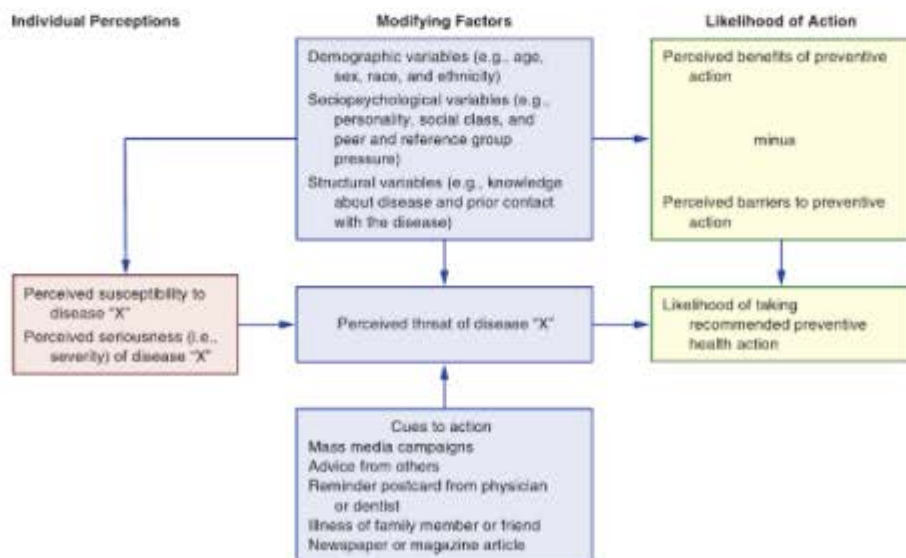 Individual Perceptions
Modifying Factors
Likelihood of Action
Demographic variables (e.g., age,
sex, race, and ethnicity)
Sociopsychological variables (e.g.,
personality, social class, and
peer and reference group
pressure)
Structural variables (e.g., knowledge
about disease and prior contact
with the disease)
Perceived benefits of preventive
action
minus
Perceived barriers to preventive
action
Perceived susceptibility to
disease "X"
Perceived seriousness (i.e.,
severity) of disease "X"
Perceived threat of disease "X"
Likelihood of taking
recommended preventive
health action
Cues to action
Mass media campaigns
Advice from others
Reminder postcard from physician
or dentist
Illness of family member or friend
Newspaper or magazine article